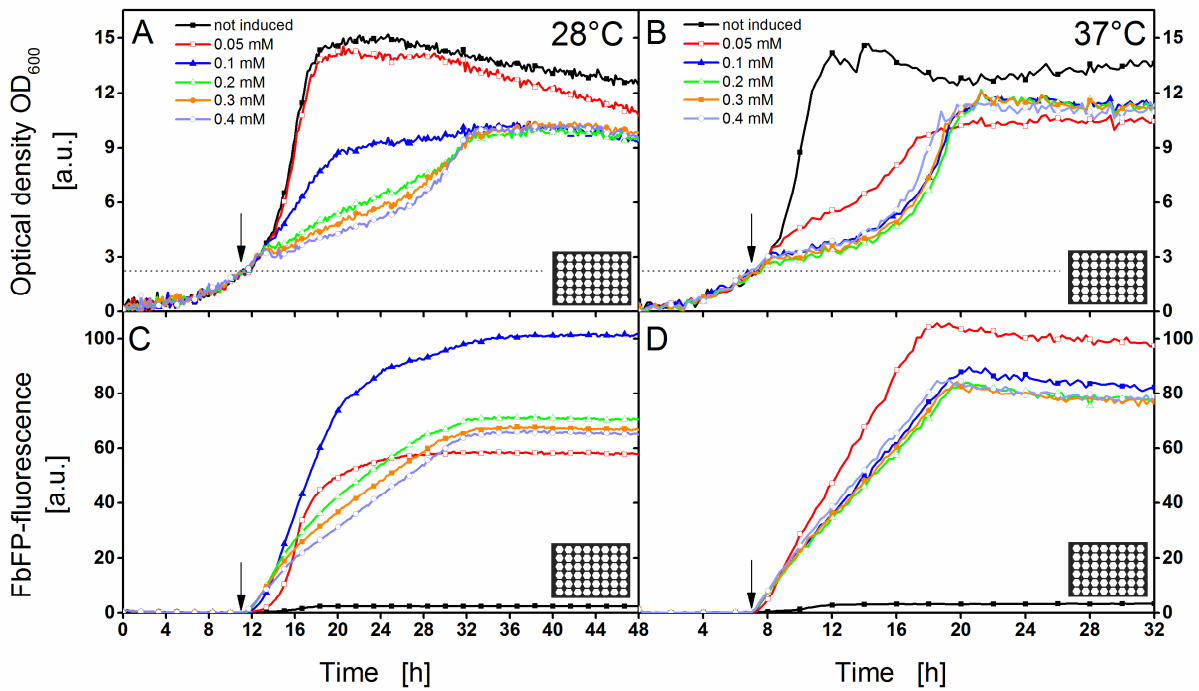 A
not induced
0.05 mM
0.1 mM
0.2 mM
0.3 mM
0.4 mM
28°C
B
not induced
0.05 mM
0.1 mM
0.2 mM
0.3 mM
0.4 mM
37°C
Optical density OD600
[a.u.]
15
12
9
6
3
0
15
12
9
6
3
0
C
D
FbFP-fluorescence
[a.u.]
100
80
60
40
20
0
100
80
60
40
20
0
0 4 8 12 16 20 24 28 32 36 40 44 48
4 8 12 16 20 24 28 32
Time [h]
Time [h]